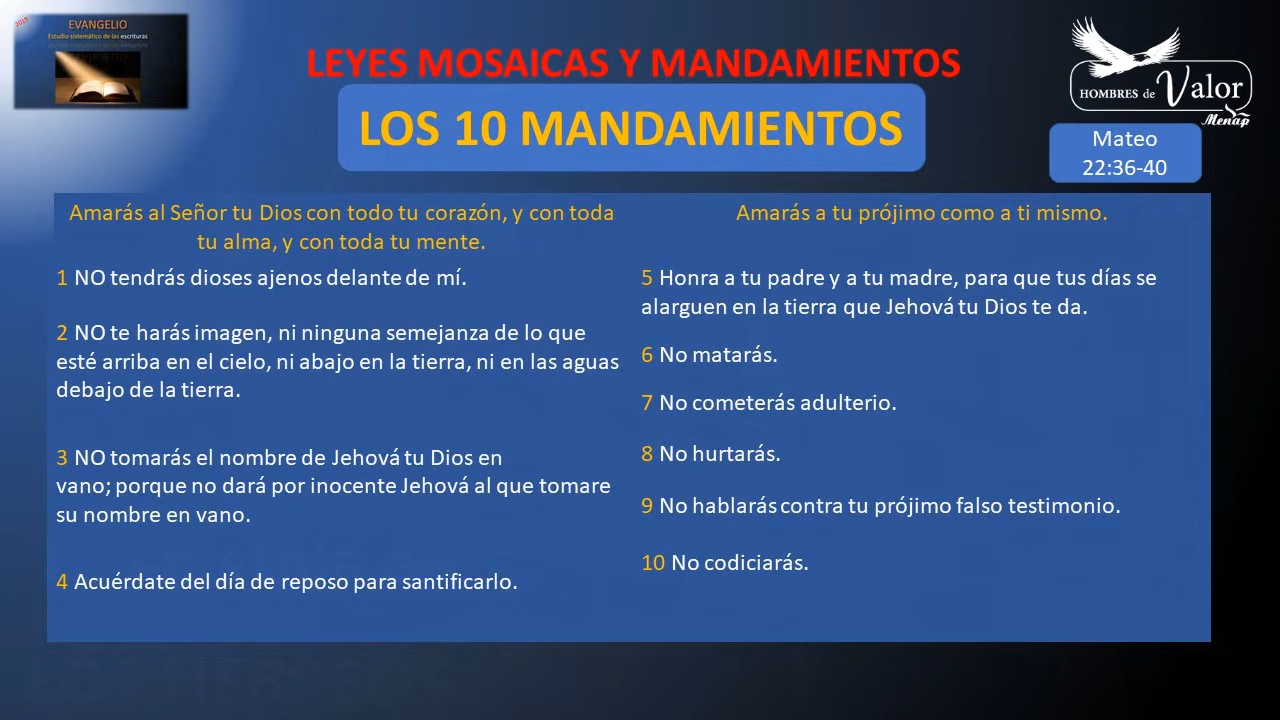 2019
EVANGELIO
Estudio sistemático de las escrituras
LEYES MOSAICAS Y MANDAMIENTOS
LOS 10 MANDAMIENTOS
HOMBRES de Valor
Menap
Mateo
22:36-40
Amarás al Señor tu Dios con todo tu corazón, y con toda
tu alma, y con toda tu mente.
1 NO tendrás dioses ajenos delante de mí.
2 NO te harás imagen, ni ninguna semejanza de lo que
esté arriba en el cielo, ni abajo en la tierra, ni en las aguas
debajo de la tierra.
3 NO tomarás el nombre de Jehová tu Dios en
vano; porque no dará por inocente Jehová al que tomare
su nombre en vano.
4 Acuérdate del día de reposo para santificarlo.
Amarás a tu prójimo como a ti mismo.
5 Honra a tu padre y a tu madre, para que tus días se
alarguen en la tierra que Jehová tu Dios te da.
6 No matarás.
7 No cometerás adulterio.
8 No hurtarás.
9 No hablarás contra tu prójimo falso testimonio.
10 No codiciarás.